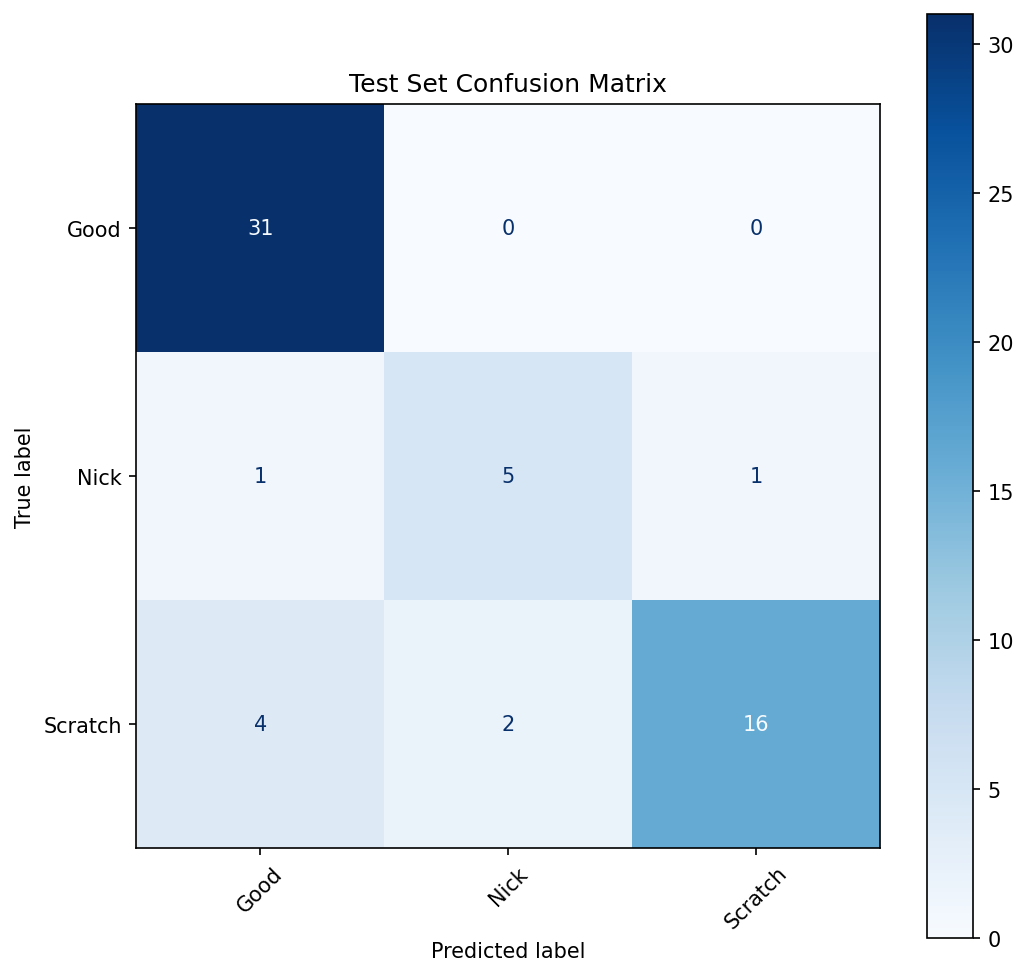 Test Set Confusion Matrix
True label
Good
31 0 0
Nick
1 5 1
Scratch
4 2 16
Good Nick Scratch
Predicted label
30
25
20
15
10
5
0